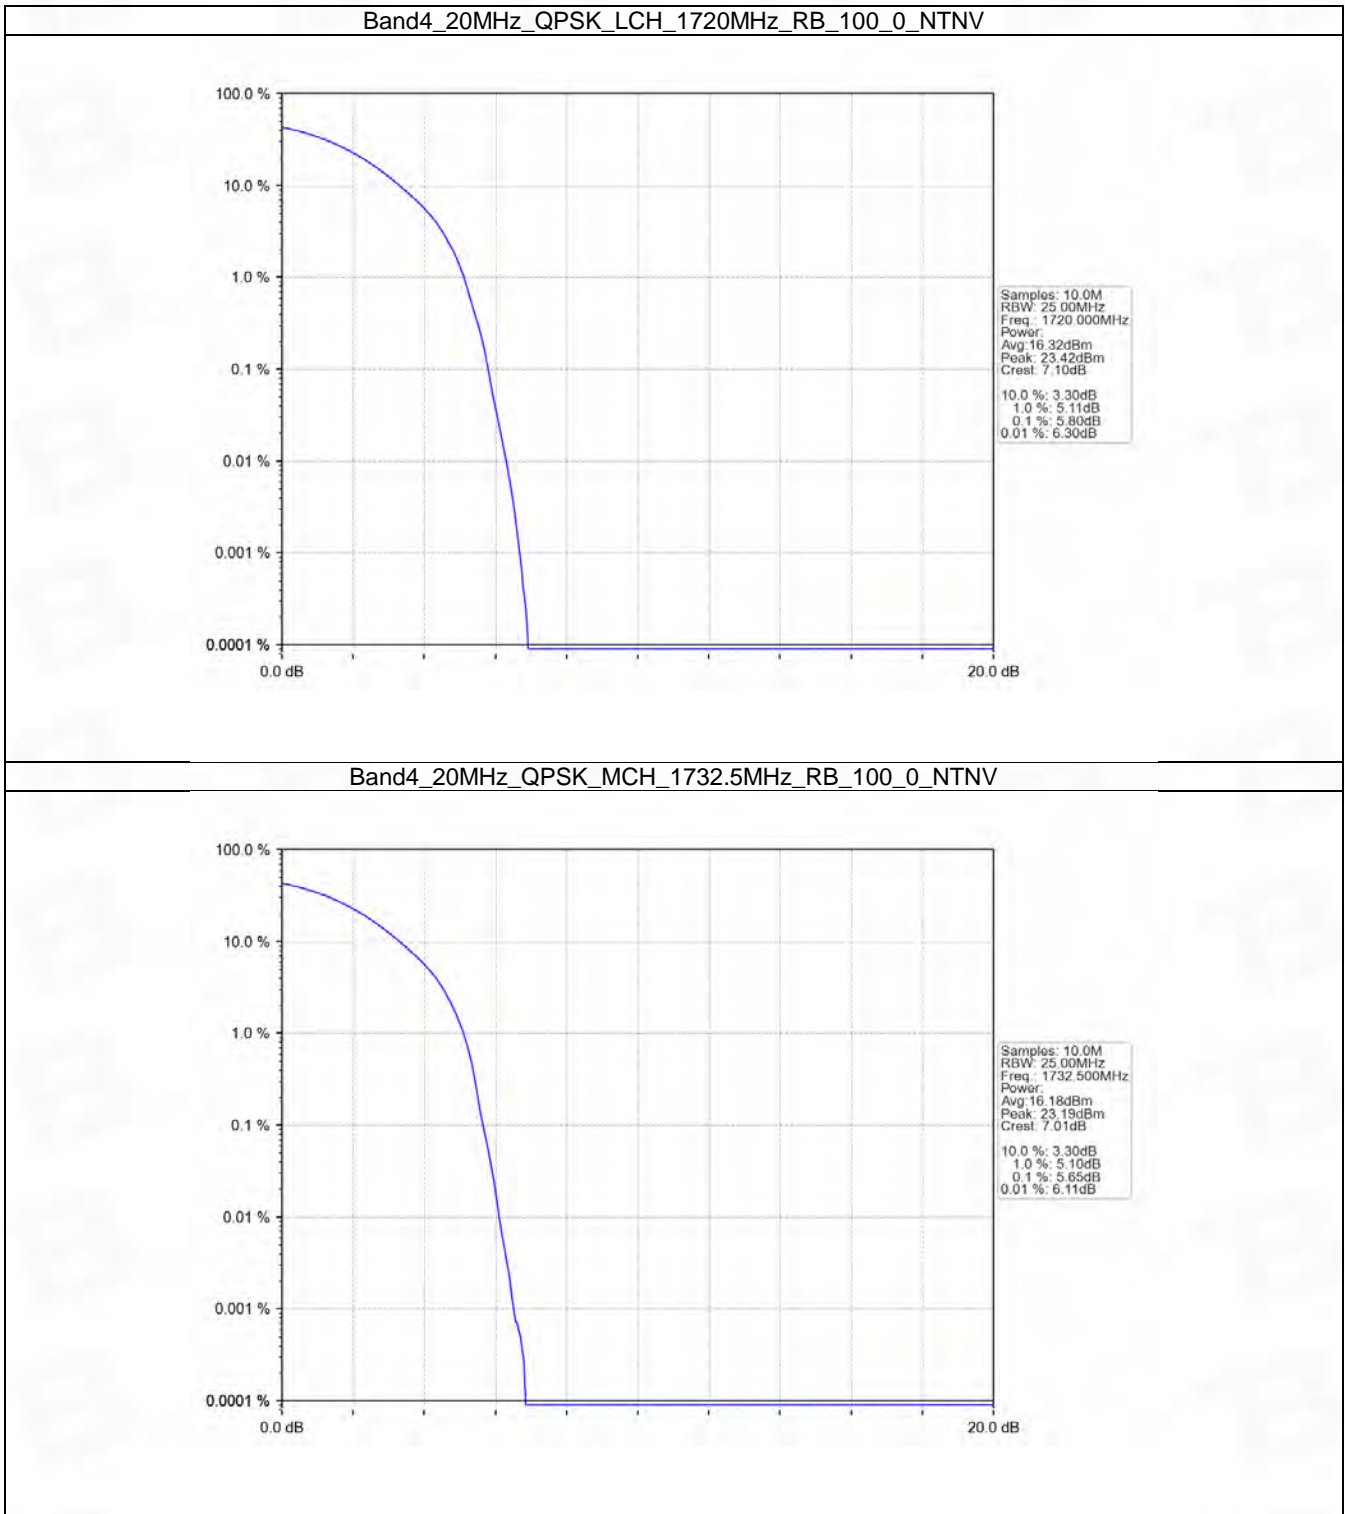 Band4_20MHz_QPSK_LCH_1720MHz_RB_100_0_NTNV
100.0 %
10.0 %
1.0 %
0.1 %
0.01 %
0.001 %
0.0001 %
0.0 dB
20.0 dB
Samples: 10.0M
RBW: 25.00MHz
Freq.: 1720.000MHz
Power:
Avg:16.32dBm
Peak: 23.42dBm
Crest: 7.10dB
10.0 %: 3.30dB
1.0 %: 5.11dB
0.1 %: 5.80dB
0.01 %: 6.30dB
Band4_20MHz_QPSK_MCH_1732.5MHz_RB_100_0_NTNV
100.0 %
10.0 %
1.0 %
0.1 %
0.01 %
0.001 %
0.0001 %
0.0 dB
20.0 dB
Samples: 10.0M
RBW: 25.00MHz
Freq.: 1732.500MHz
Power:
Avg:16.18dBm
Peak: 23.19dBm
Crest: 7.01dB
10.0 %: 3.30dB
1.0 %: 5.10dB
0.1 %: 5.65dB
0.01 %: 6.11dB